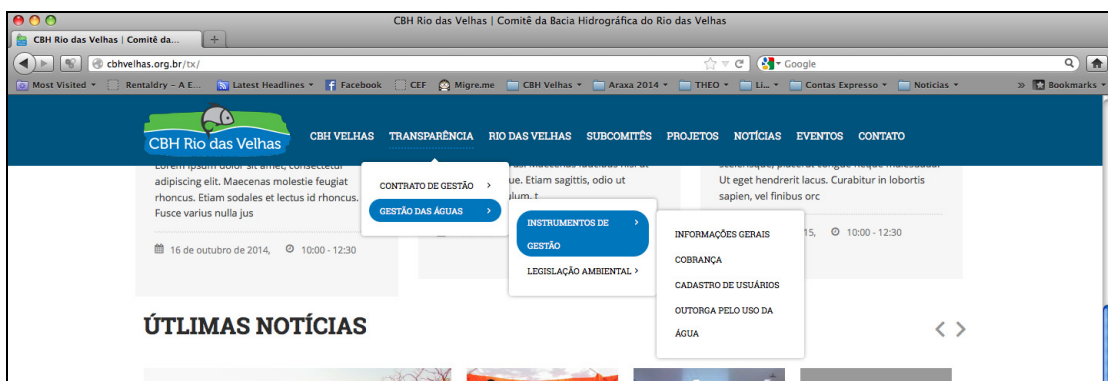 CBH Rio das Velhas | Comitê da Bacia Hidrográfica do Rio das Velhas
CBH Rio das Velhas | Comitê da...
cbhvelhas.org.br/tx/
Google
Most Visited Rentaldry – A E... Latest Headlines Facebook CEF Migre.me CBH Velhas Araxa 2014 THEO Li... Contas Expresso Noticias » Bookmarks
CBH Rio das Velhas
CBH VELHAS TRANSPARÊNCIA RIO DAS VELHAS SUBCOMITÊS PROJETOS NOTÍCIAS EVENTOS CONTATO
adipiscing elit. Maecenas molestie feugiat
rhoncus. Etiam sodales et lectus id rhoncus.
Fusce varius nulla jus
16 de outubro de 2014, 10:00 - 12:30
CONTRATO DE GESTÃO >
GESTÃO DAS ÁGUAS >
ue. Etiam sagittis, odio ut
INSTRUMENTOS DE >
GESTÃO
LEGISLAÇÃO AMBIENTAL >
Ut eget hendrerit lacus. Curabitur in lobortis
sapien, vel finibus orc
15, 10:00 - 12:30
INFORMAÇÕES GERAIS
COBRANÇA
CADASTRO DE USUÁRIOS
OUTORGA PELO USO DA
ÁGUA
ÚTLIMAS NOTÍCIAS
< >